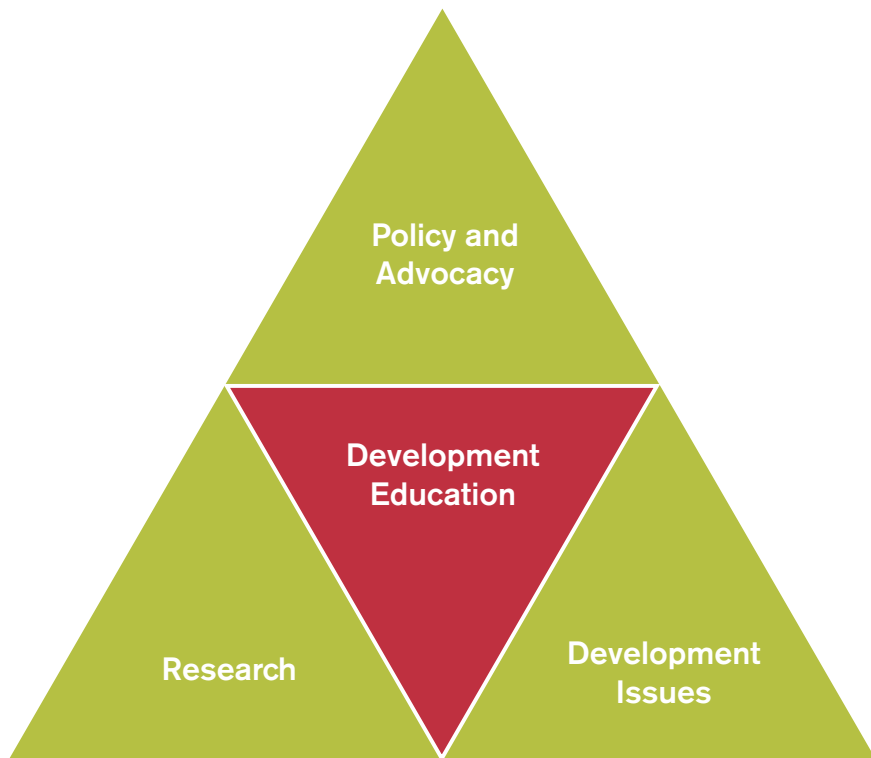 Policy and
Advocacy
Development
Education
Research
Development
Issues